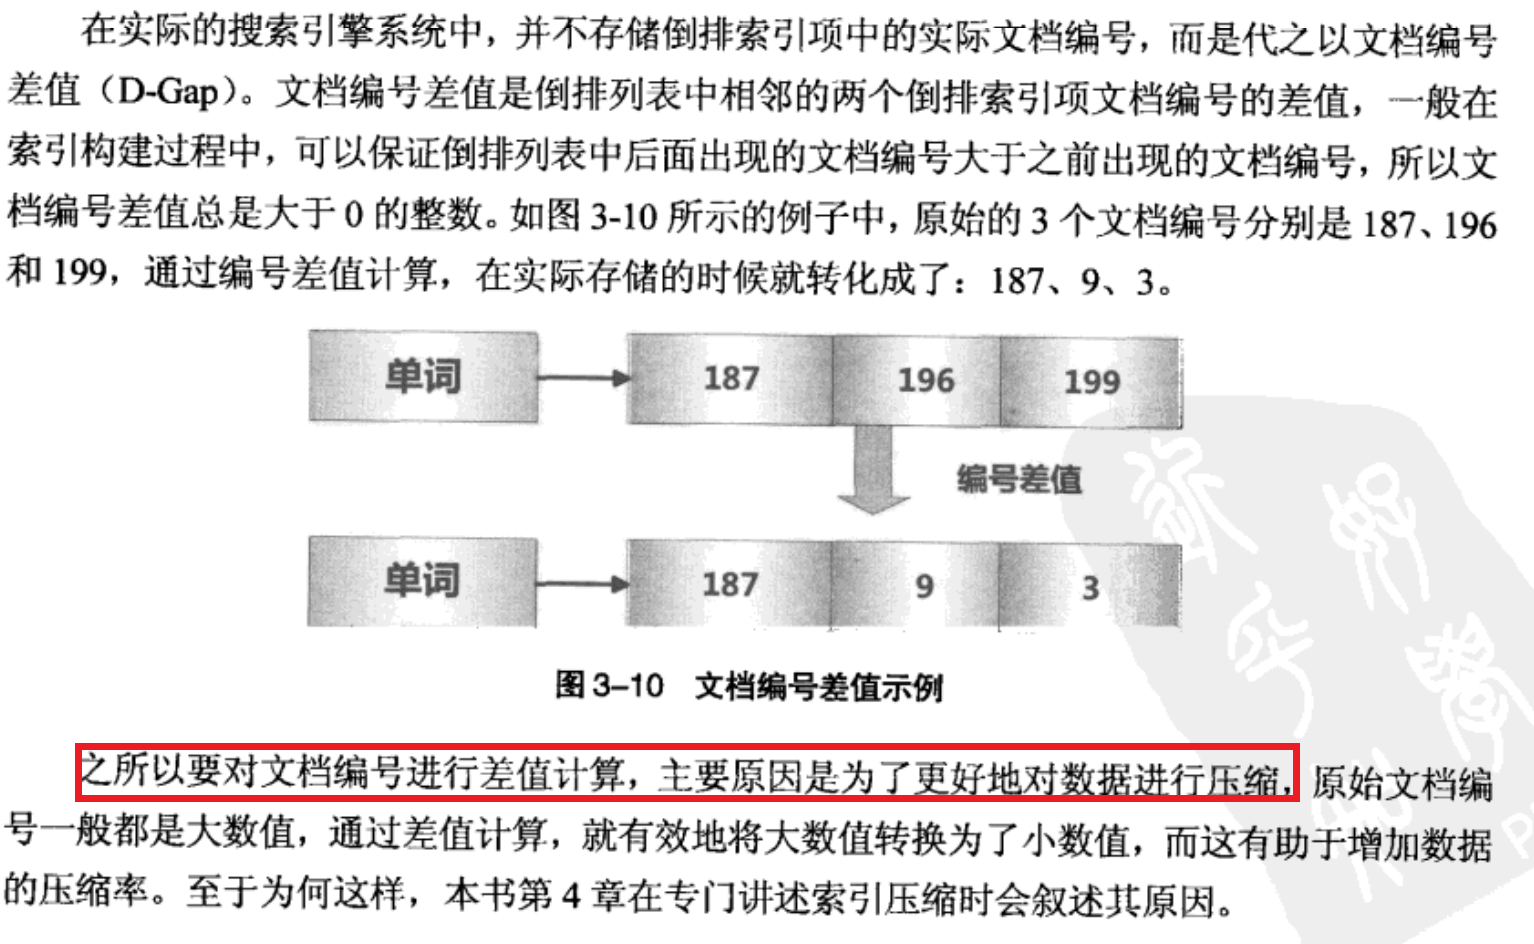 在实际的搜索引擎系统中，并不存储倒排索引项中的实际文档编号，而是代之以文档编号
差值（D-Gap）。文档编号差值是倒排列表中相邻的两个倒排索引项文档编号的差值，一般在
索引构建过程中，可以保证倒排列表中后面出现的文档编号大于之前出现的文档编号，所以文
档编号差值总是大于 0 的整数。如图 3-10 所示的例子中，原始的 3 个文档编号分别是 187、196
和 199，通过编号差值计算，在实际存储的时候就转化成了：187、9、3。
单词 187 196 199
编号差值
单词 187 9 3
图 3-10 文档编号差值示例
之所以要对文档编号进行差值计算，主要原因是为了更好地对数据进行压缩，原始文档编
号一般都是大数值，通过差值计算，就有效地将大数值转换为了小数值，而这有助于增加数据
的压缩率。至于为何这样，本书第 4 章在专门讲述索引压缩时会叙述其原因。